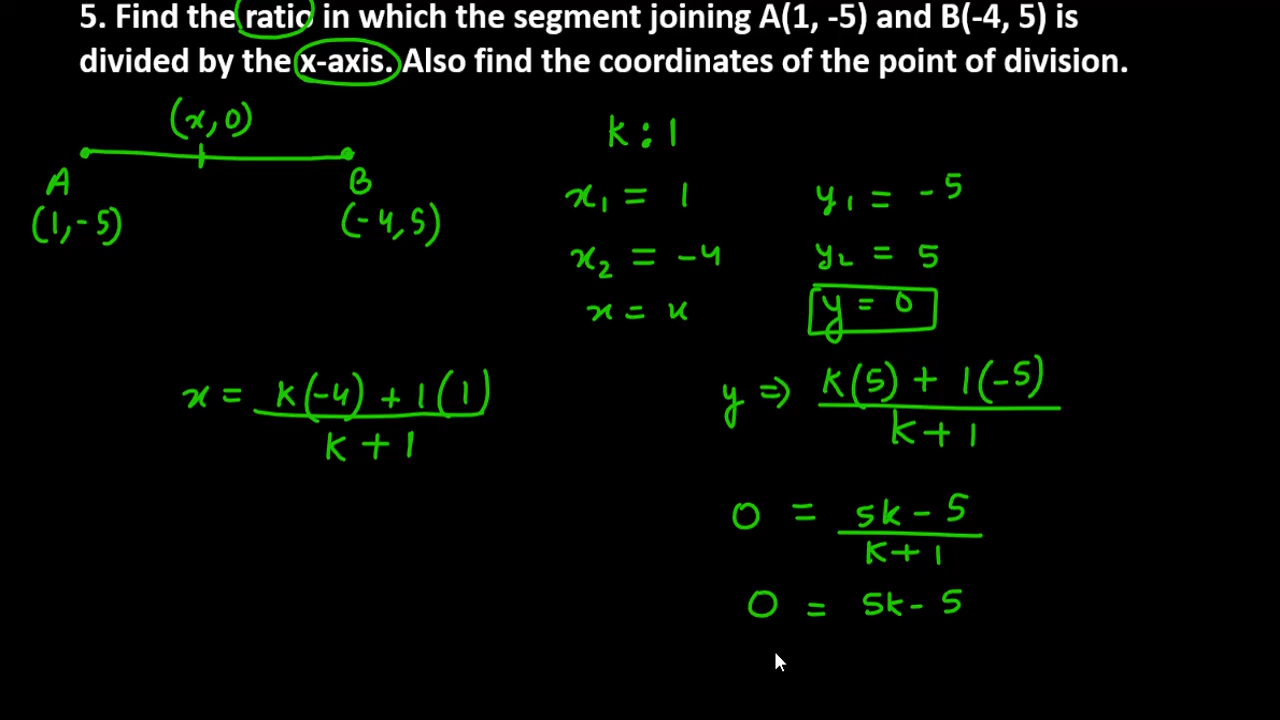 5. Find the ratio in which the segment joining A(1, -5) and B(-4, 5) is
divided by the x-axis. Also find the coordinates of the point of division.
(x, 0)
A
B
(1, -5)
(-4, 5)
k : 1
x₁ = 1
y₁ = -5
x₂ = -4
y₂ = 5
x = x
y = 0
x = k(-4) + 1(1)
k + 1
y => k(5) + 1(-5)
k + 1
0 = 5k - 5
k + 1
0 = 5k - 5